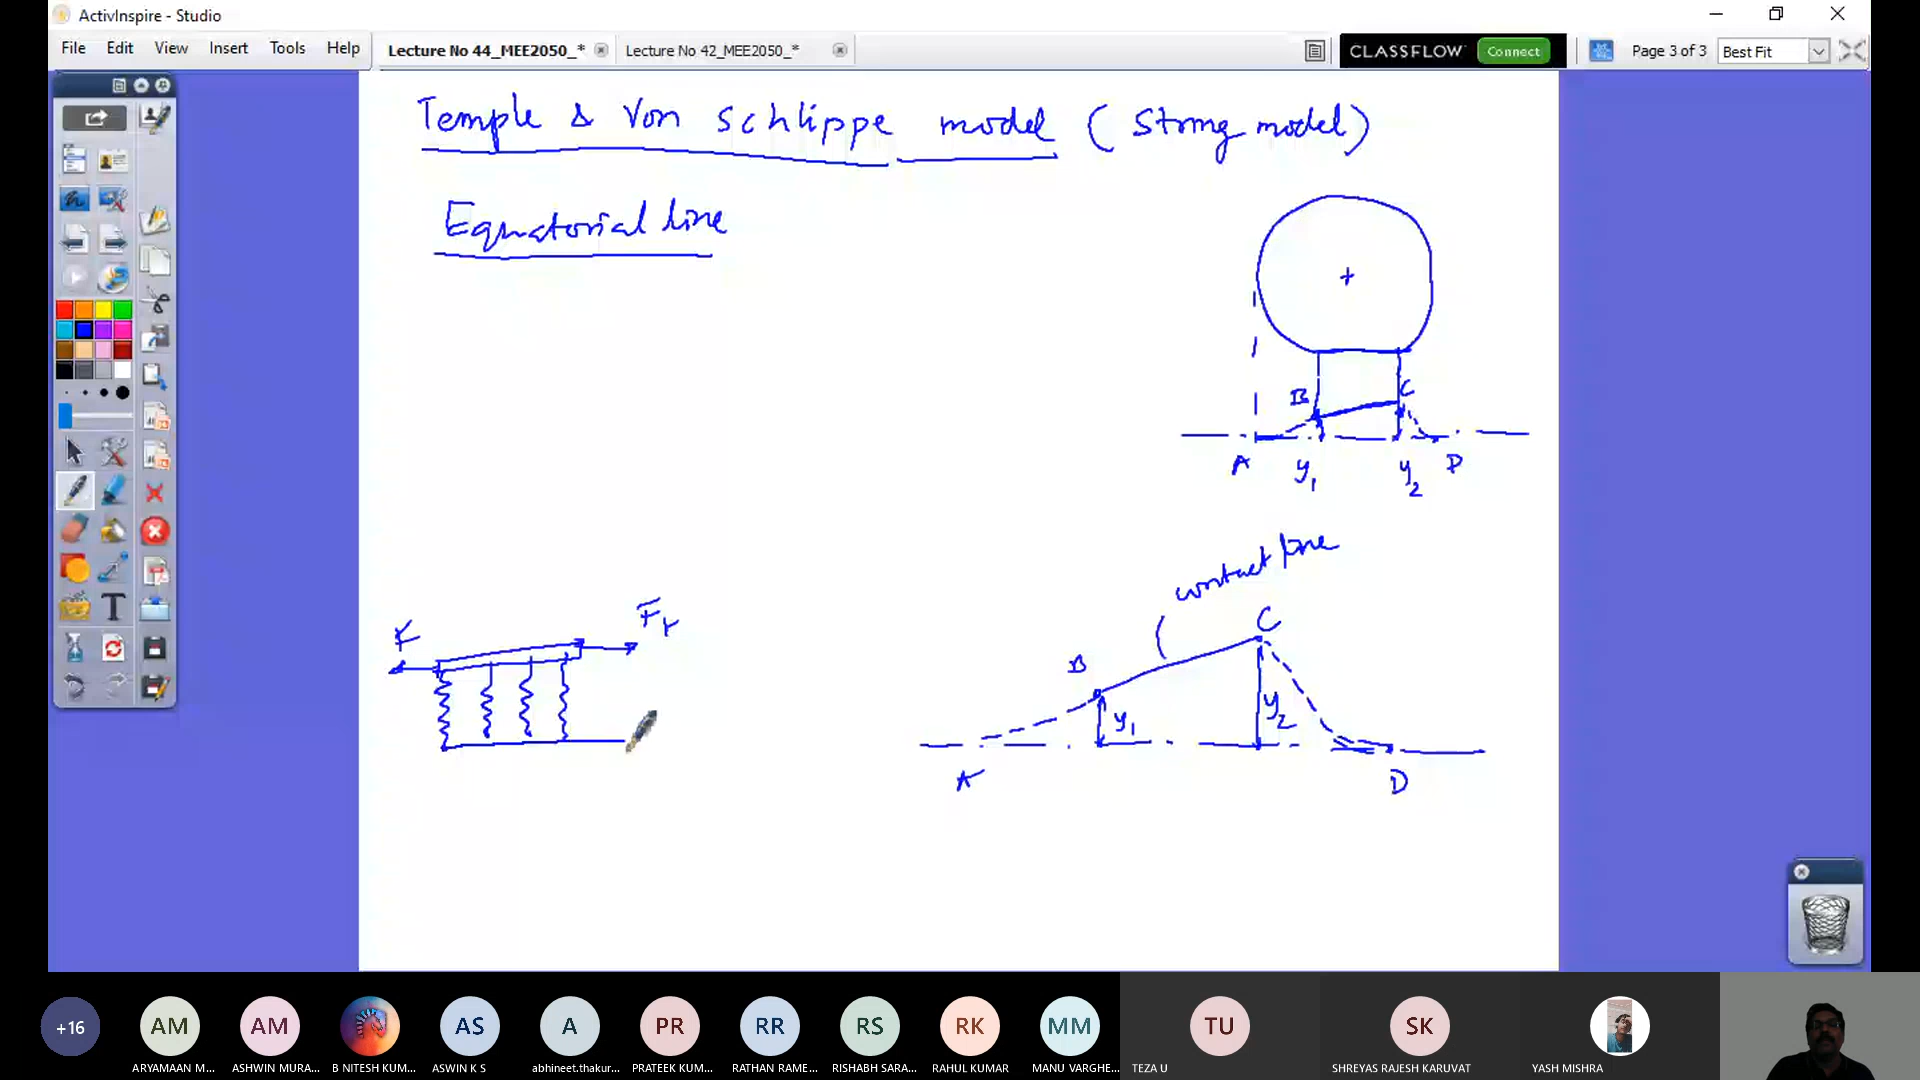 ActivInspire - Studio
File Edit View Insert Tools Help
Lecture No 44_MEE2050_ *
Lecture No 42_MEE2050_ *
CLASSFLOW Connect
Page 3 of 3
Best Fit
Temple & Von Schlippe model (String model)
Equatorial line
B C
A y1 y2 D
contact line
F Fr
B C
y1 y2
A D
+16 AM AM AS A PR RR RS RK MM TU SK
ARYAMAAN M... ASHWIN MURA... B NITESH KUM... ASWIN K S abhineet.thakur... PRATEEK KUM... RATHAN RAME... RISHABH SARA... RAHUL KUMAR MANU VARGHE... TEZA U SHREYAS RAJESH KARUVAT YASH MISHRA